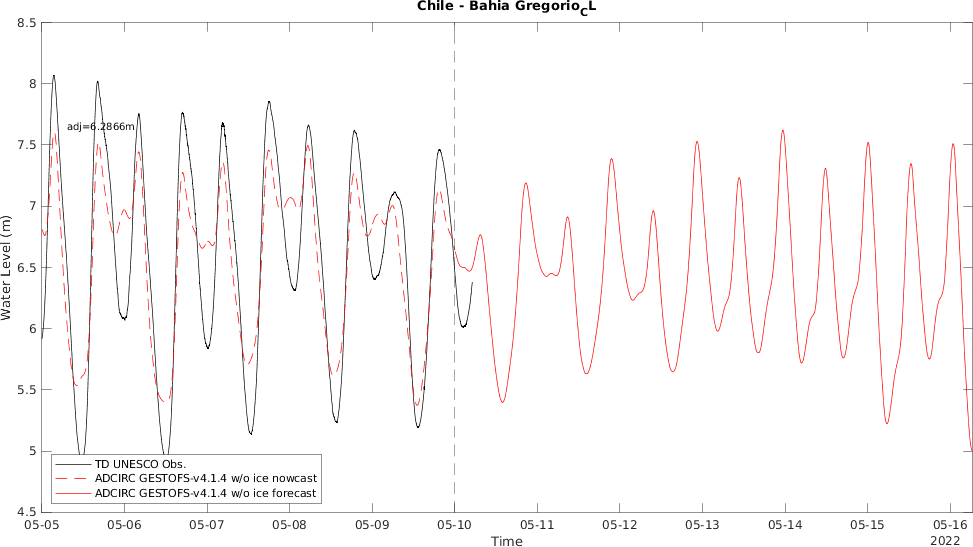 Chile - Bahia Gregorio_CL
8.5
8
7.5
7
6.5
6
5.5
5
4.5
Water Level (m)
adj=6.2866m
TD UNESCO Obs.
ADCIRC GESTOFS-v4.1.4 w/o ice nowcast
ADCIRC GESTOFS-v4.1.4 w/o ice forecast
05-05 05-06 05-07 05-08 05-09 05-10 05-11 05-12 05-13 05-14 05-15 05-16
Time
2022